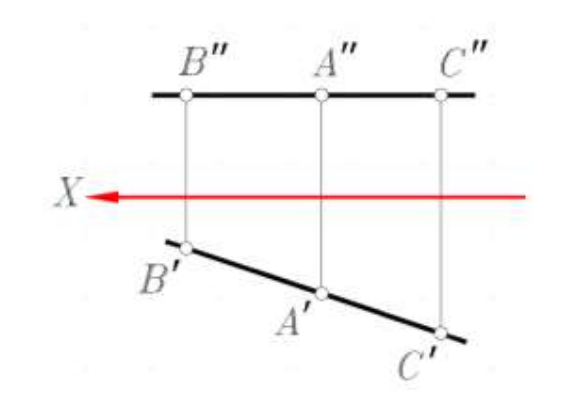 B″ A″ C″
X
B′
A′
C′